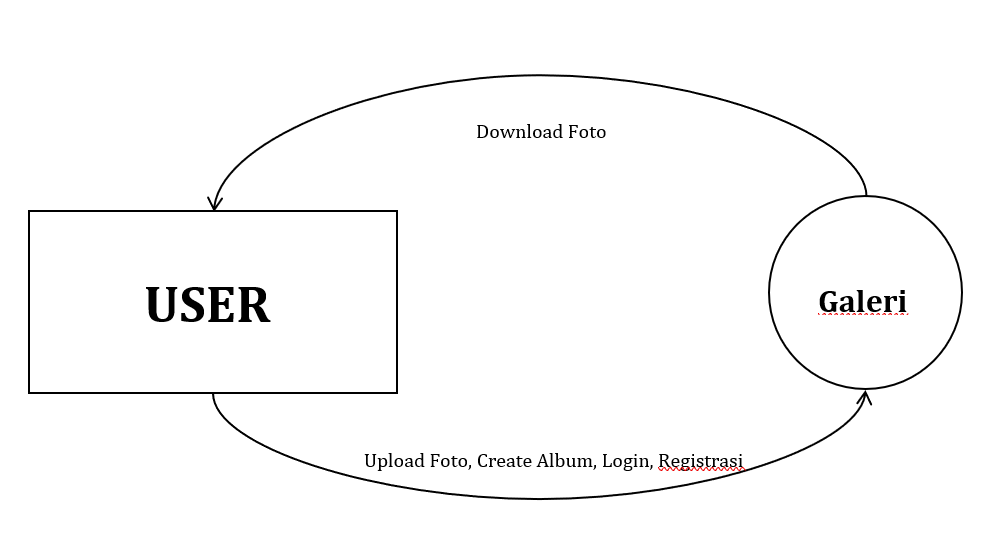 Download Foto
USER
Galeri
Upload Foto, Create Album, Login, Registrasi